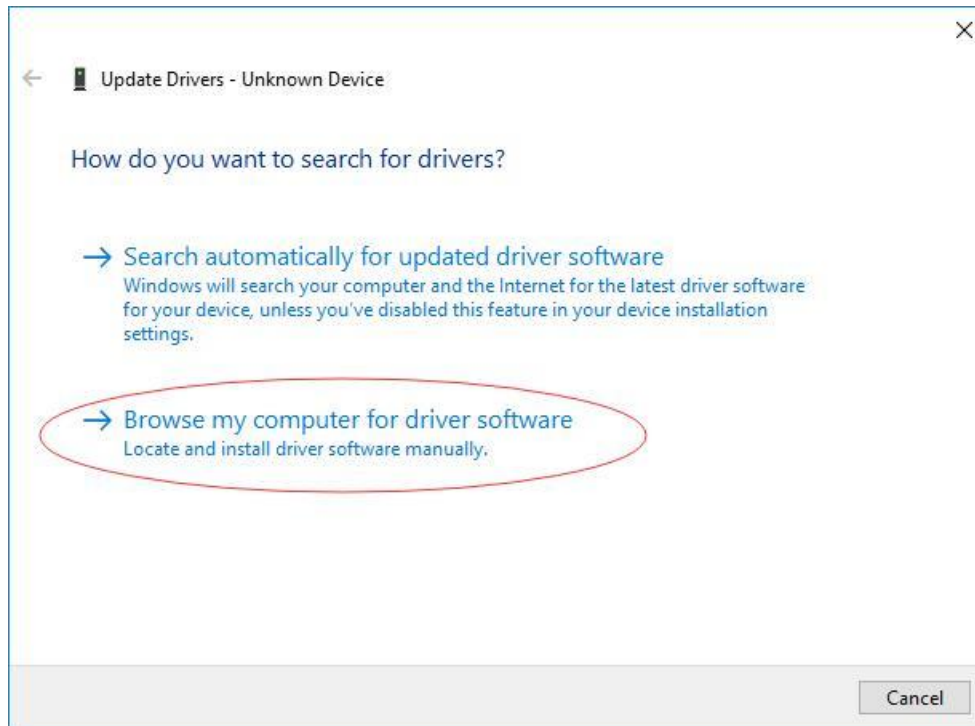 Update Drivers - Unknown Device
How do you want to search for drivers?
Search automatically for updated driver software
Windows will search your computer and the Internet for the latest driver software
for your device, unless you've disabled this feature in your device installation
settings.
Browse my computer for driver software
Locate and install driver software manually.
Cancel